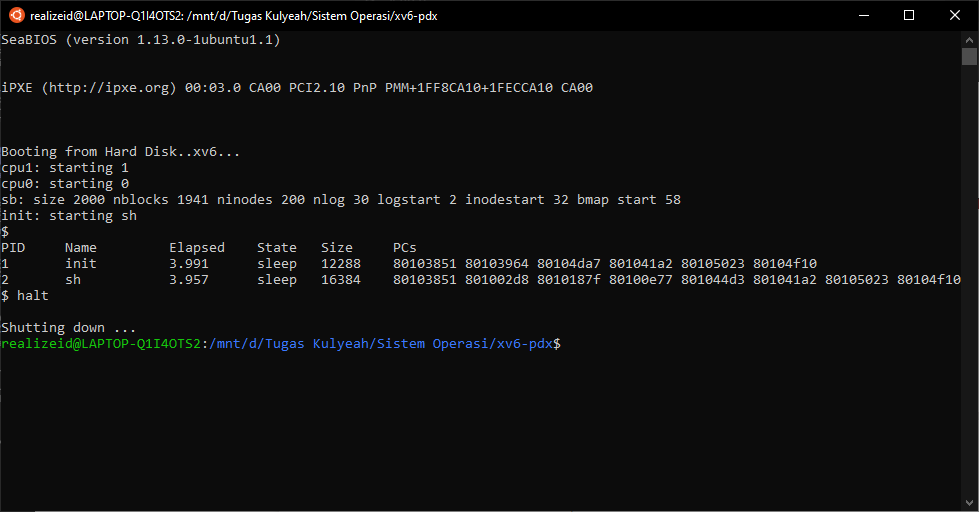 realizeid@LAPTOP-Q1I4OTS2: /mnt/d/Tugas Kulyeah/Sistem Operasi/xv6-pdx
SeaBIOS (version 1.13.0-1ubuntu1.1)
iPXE (http://ipxe.org) 00:03.0 CA00 PCI2.10 PnP PMM+1FF8CA10+1FECCA10 CA00
Booting from Hard Disk..xv6...
cpu1: starting 1
cpu0: starting 0
sb: size 2000 nblocks 1941 ninodes 200 nlog 30 logstart 2 inodestart 32 bmap start 58
init: starting sh
$
PID     Name         Elapsed    State   Size     PCs
1       init         3.991      sleep   12288    80103851 80103964 80104da7 801041a2 80105023 80104f10
2       sh           3.957      sleep   16384    80103851 801002d8 8010187f 80100e77 801044d3 801041a2 80105023 80104f10
$ halt
Shutting down ...
realizeid@LAPTOP-Q1I4OTS2:/mnt/d/Tugas Kulyeah/Sistem Operasi/xv6-pdx$